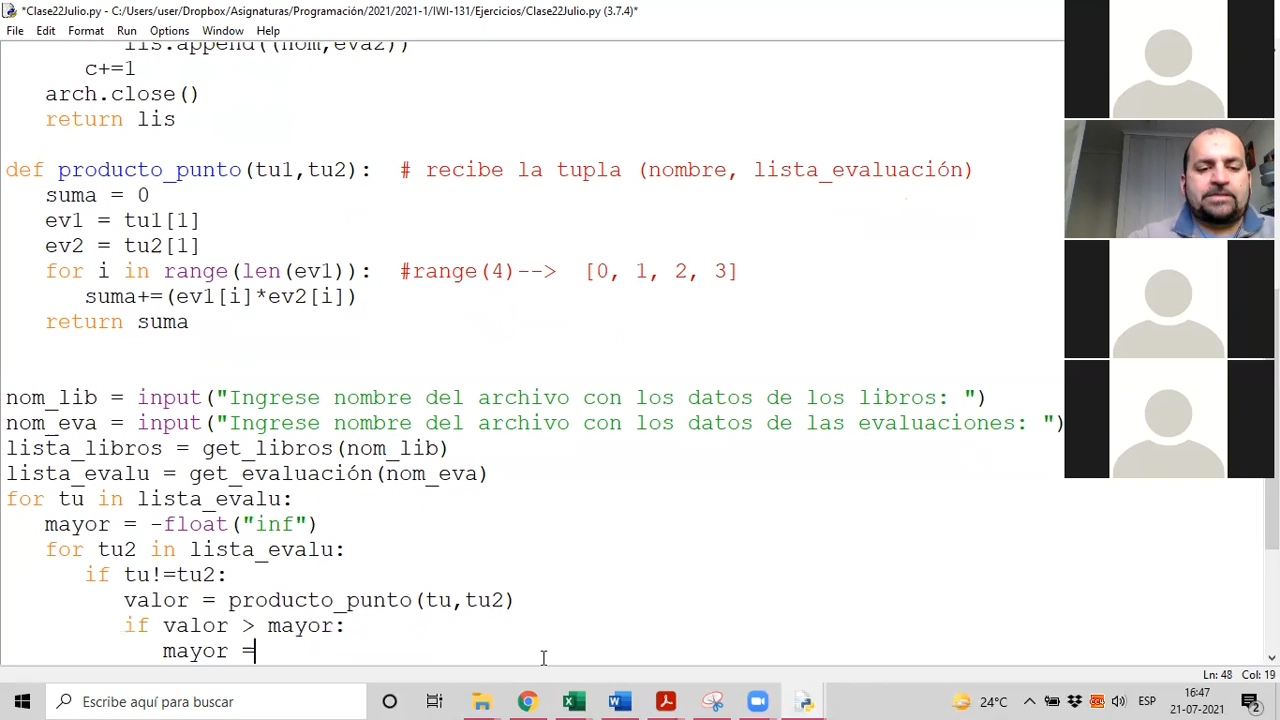 *Clase22Julio.py - C:/Users/user/Dropbox/Asignaturas/Programación/2021/2021-1/IWI-131/Ejercicios/Clase22Julio.py (3.7.4)*
File Edit Format Run Options Window Help
lis.append((nom,eva2))
c+=1
arch.close()
return lis
def producto_punto(tu1,tu2): # recibe la tupla (nombre, lista_evaluación)
suma = 0
ev1 = tu1[1]
ev2 = tu2[1]
for i in range(len(ev1)): #range(4)--> [0, 1, 2, 3]
suma+=(ev1[i]*ev2[i])
return suma
nom_lib = input("Ingrese nombre del archivo con los datos de los libros: ")
nom_eva = input("Ingrese nombre del archivo con los datos de las evaluaciones: ")
lista_libros = get_libros(nom_lib)
lista_evalu = get_evaluación(nom_eva)
for tu in lista_evalu:
mayor = -float("inf")
for tu2 in lista_evalu:
if tu!=tu2:
valor = producto_punto(tu,tu2)
if valor > mayor:
mayor =
Ln: 48 Col: 19
Escribe aquí para buscar
24°C
ESP
16:47
21-07-2021
2